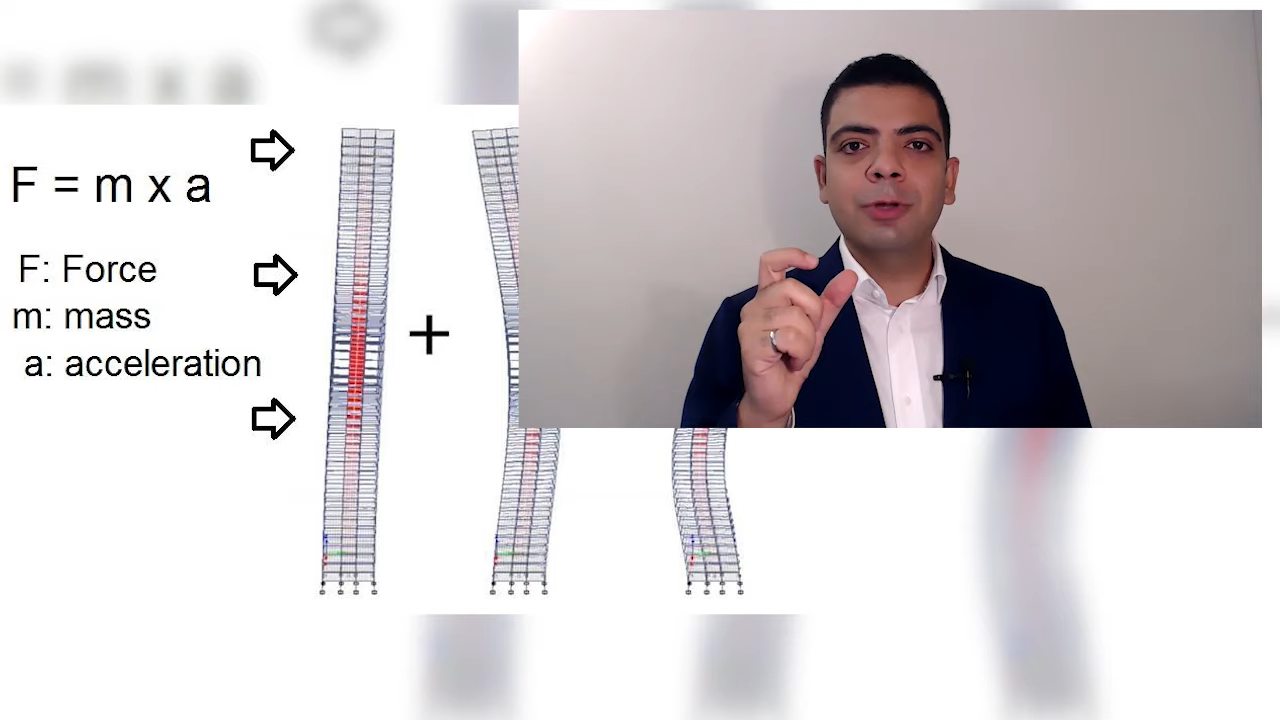 F = m x a
F: Force
m: mass
a: acceleration
+